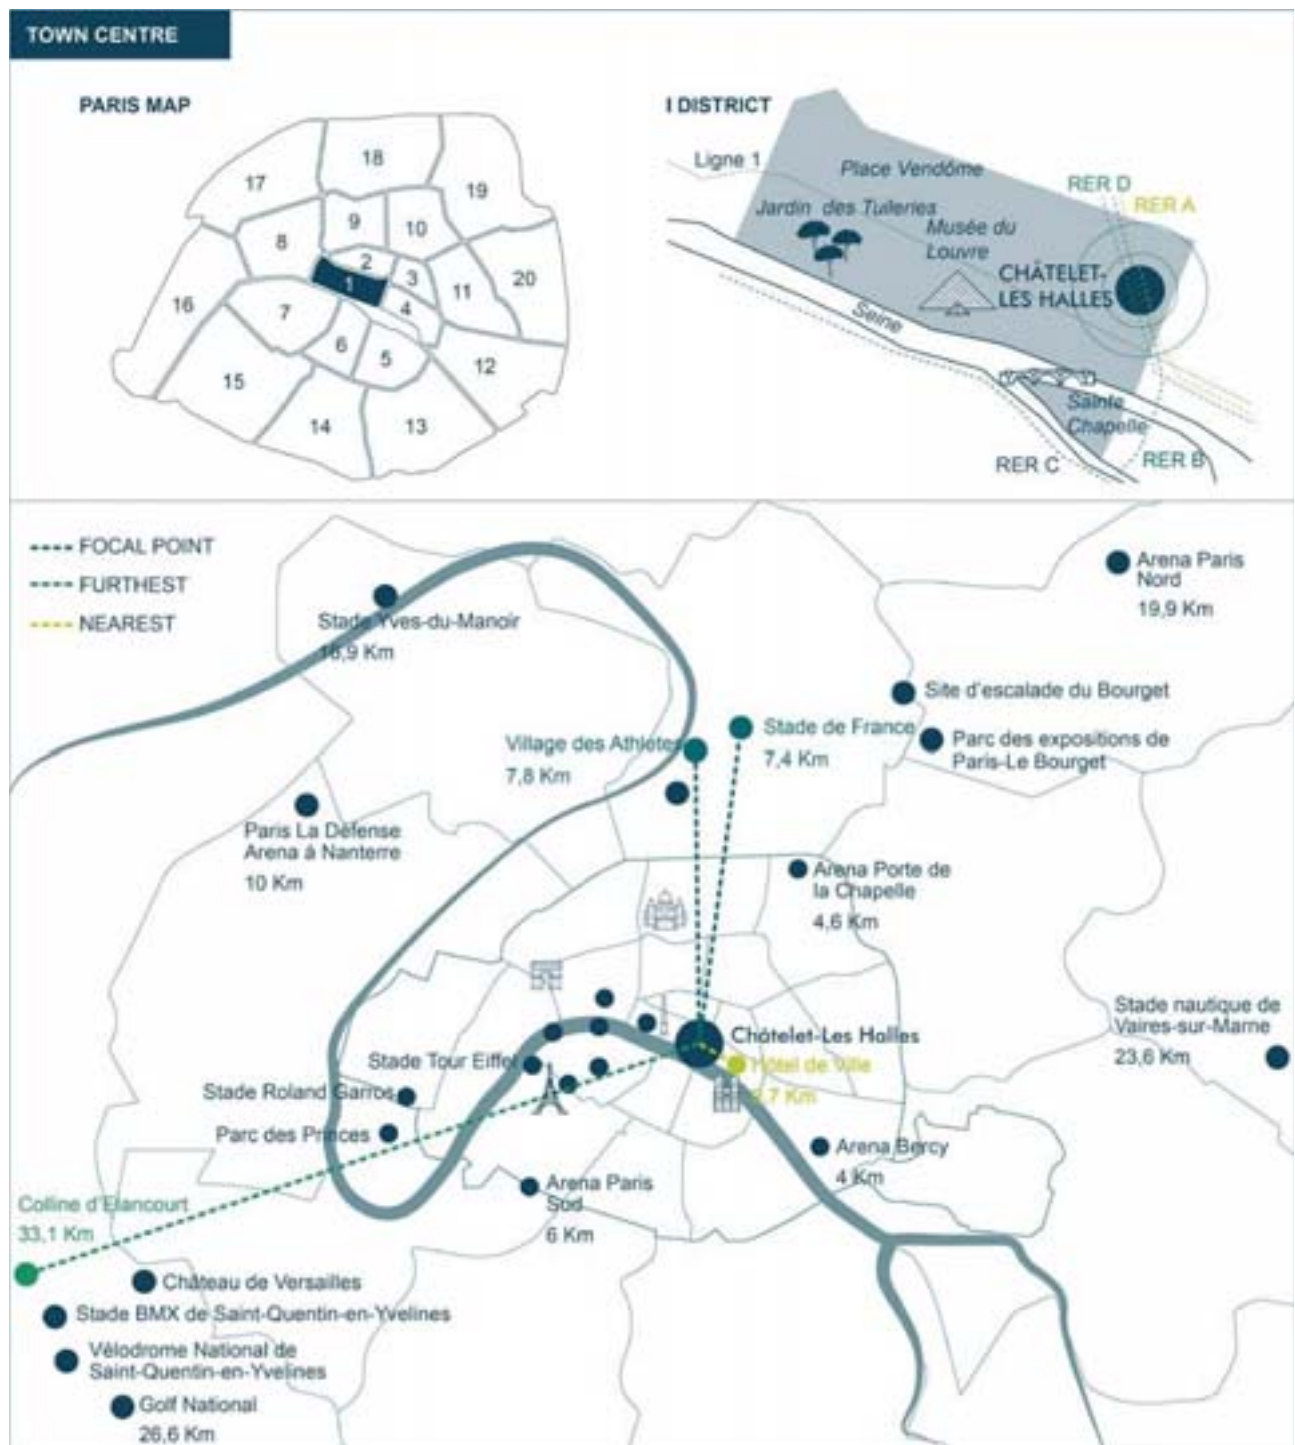 TOWN CENTRE
PARIS MAP
17
18
19
9
10
8
2
3
1
11
20
16
7
4
6
5
12
15
14
13
I DISTRICT
Ligne 1
Place Vendôme
RER D
RER A
Jardin des Tuileries
Musée du
Louvre
CHÂTELET-
LES HALLES
Seine
Sainte
Chapelle
RER C
RER B
FOCAL POINT
FURTHEST
NEAREST
Arena Paris
Nord
19,9 Km
Stade Yves-du-Manoir
Km
Site d'escalade du Bourget
Stade de France
7,4 Km
Village des Athlètes
7,8 Km
Parc des expositions de
Paris-Le Bourget
Paris La Défense
Arena à Nanterre
10 Km
Arena Porte de
la Chapelle
4,6 Km
Stade nautique de
Vaires-sur-Marne
23,6 Km
Châtelet-Les Halles
Hôtel de Ville
Km
Stade Tour Eiffel
Stade Roland Garros
Parc des Princes
Arena Bercy
4 Km
Arena Paris
Sud
6 Km
Colline d'Elancourt
33,1 Km
Château de Versailles
Stade BMX de Saint-Quentin-en-Yvelines
Vélodrome National de
Saint-Quentin-en-Yvelines
Golf National
26,6 Km